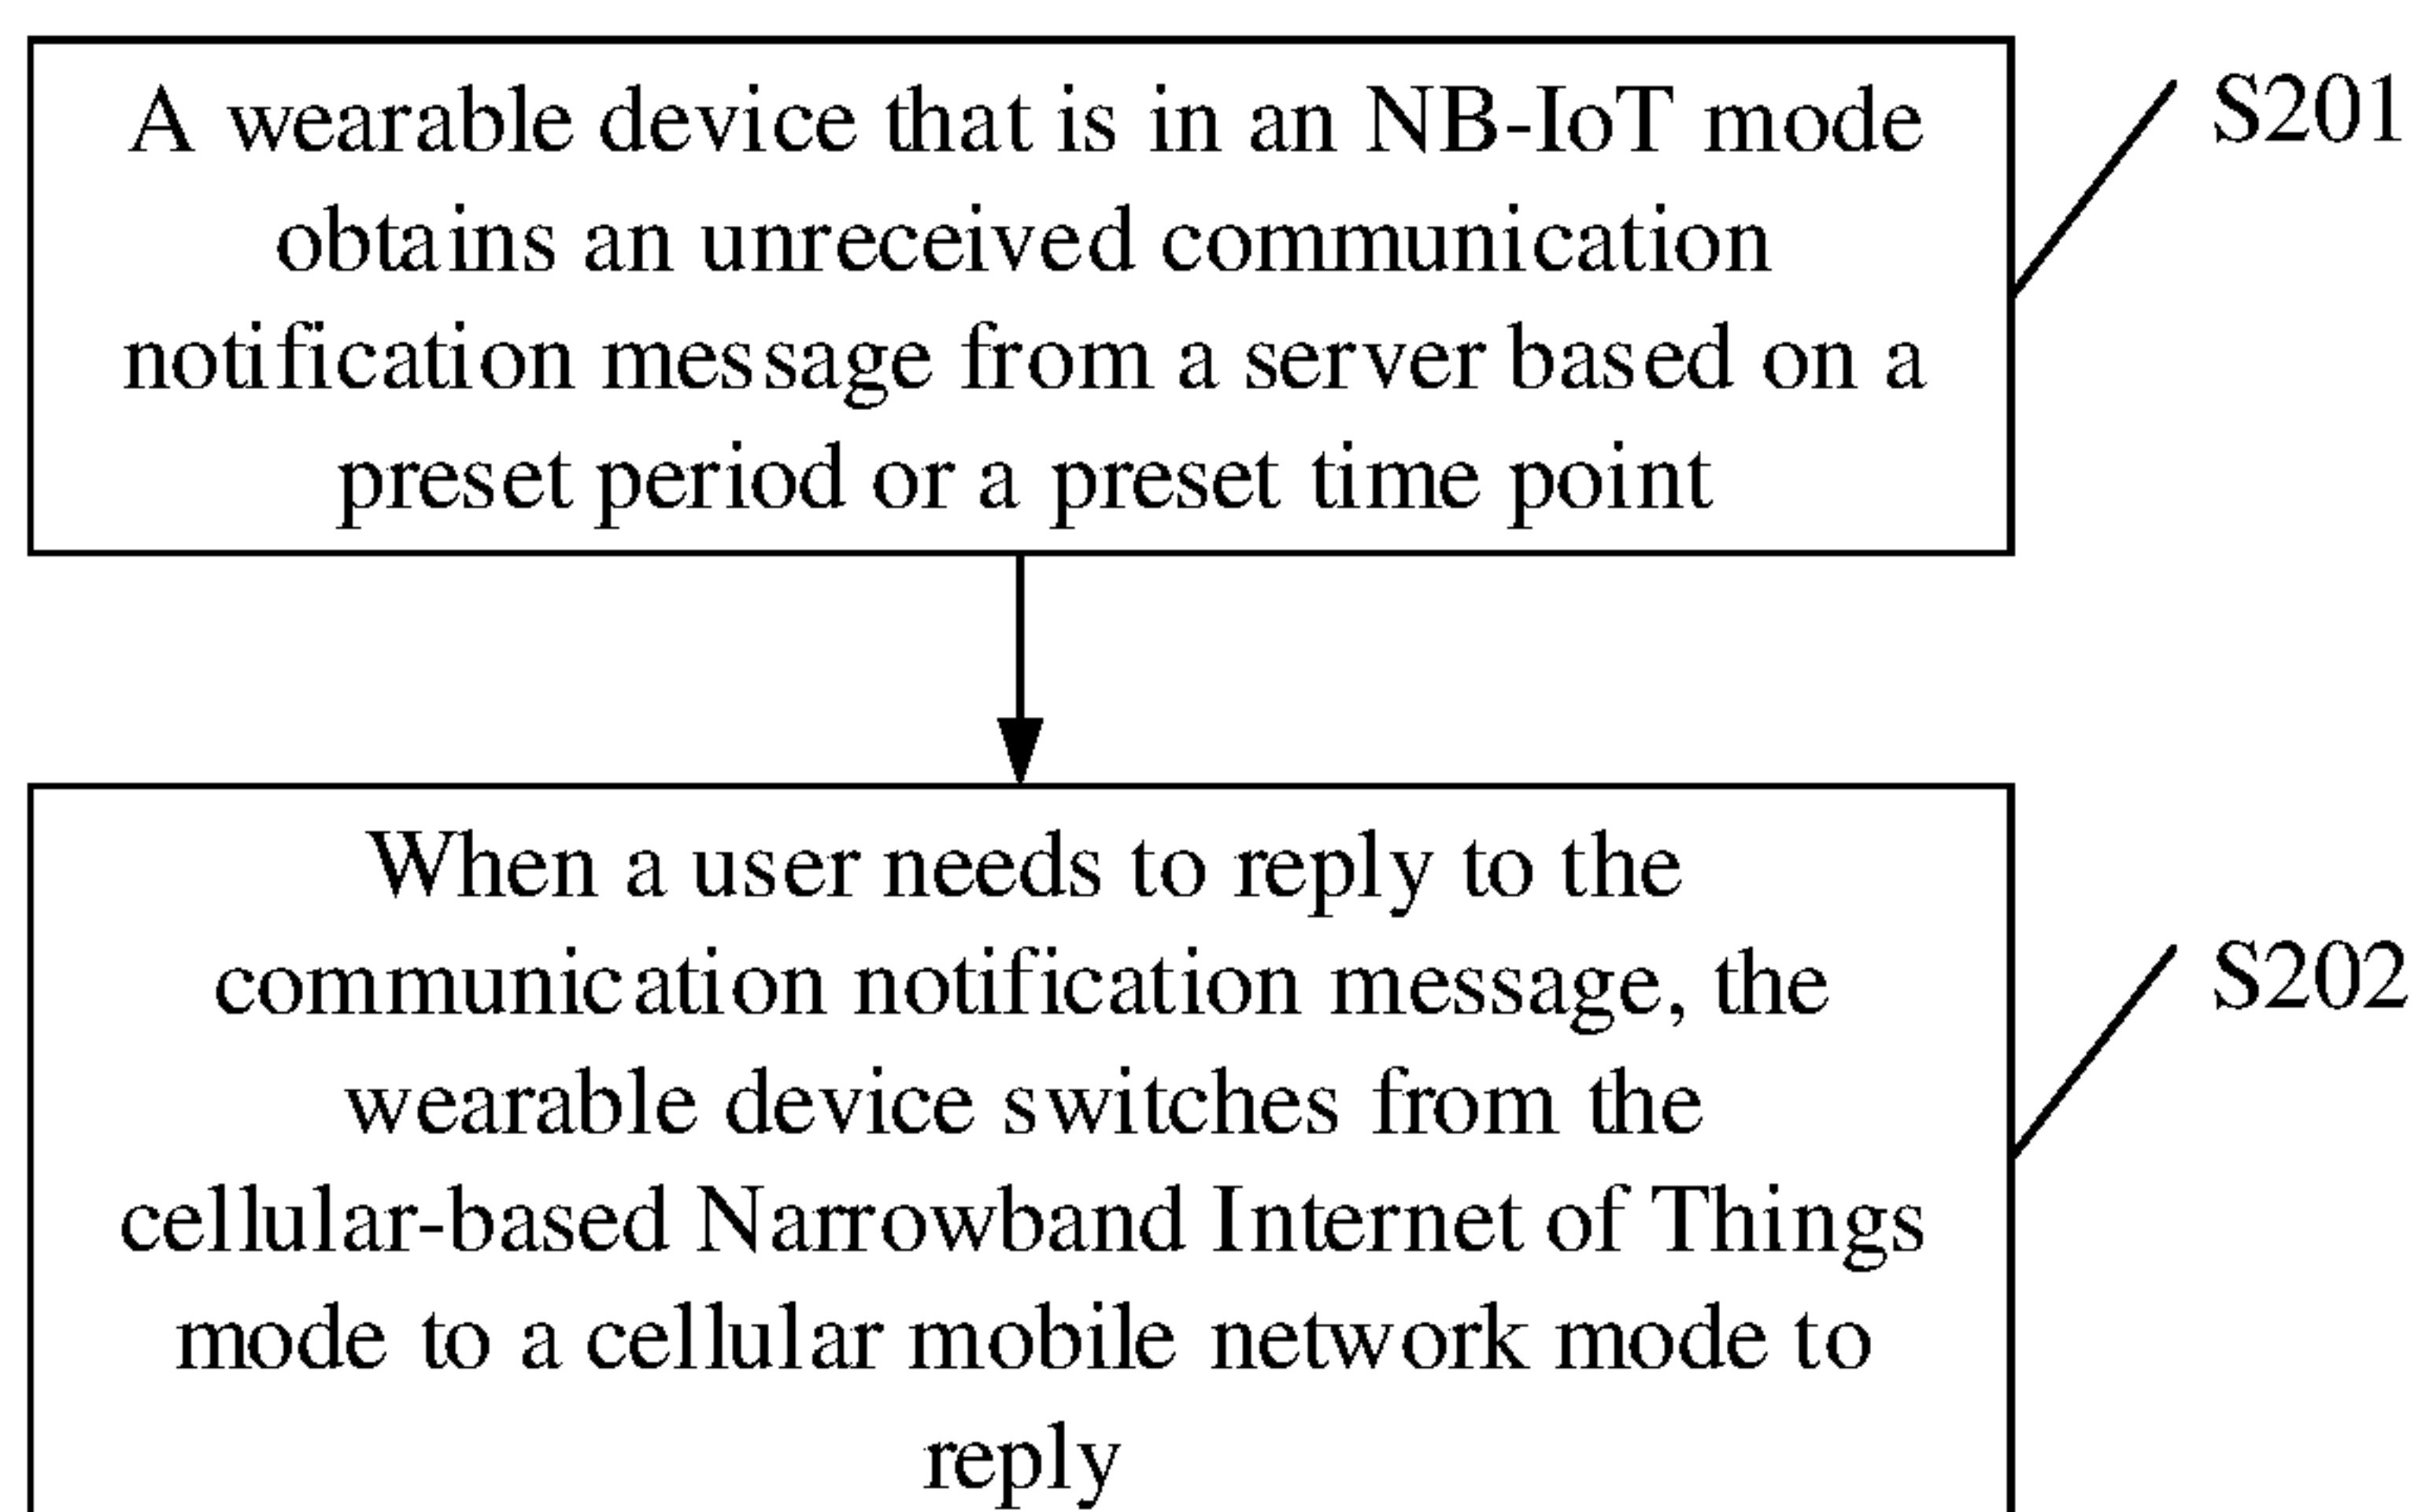 A wearable device that is in an NB-IoT mode
obtains an unreceived communication
notification message from a server based on a
preset period or a preset time point
S201
When a user needs to reply to the
communication notification message, the
wearable device switches from the
cellular-based Narrowband Internet of Things
mode to a cellular mobile network mode to
reply
S202